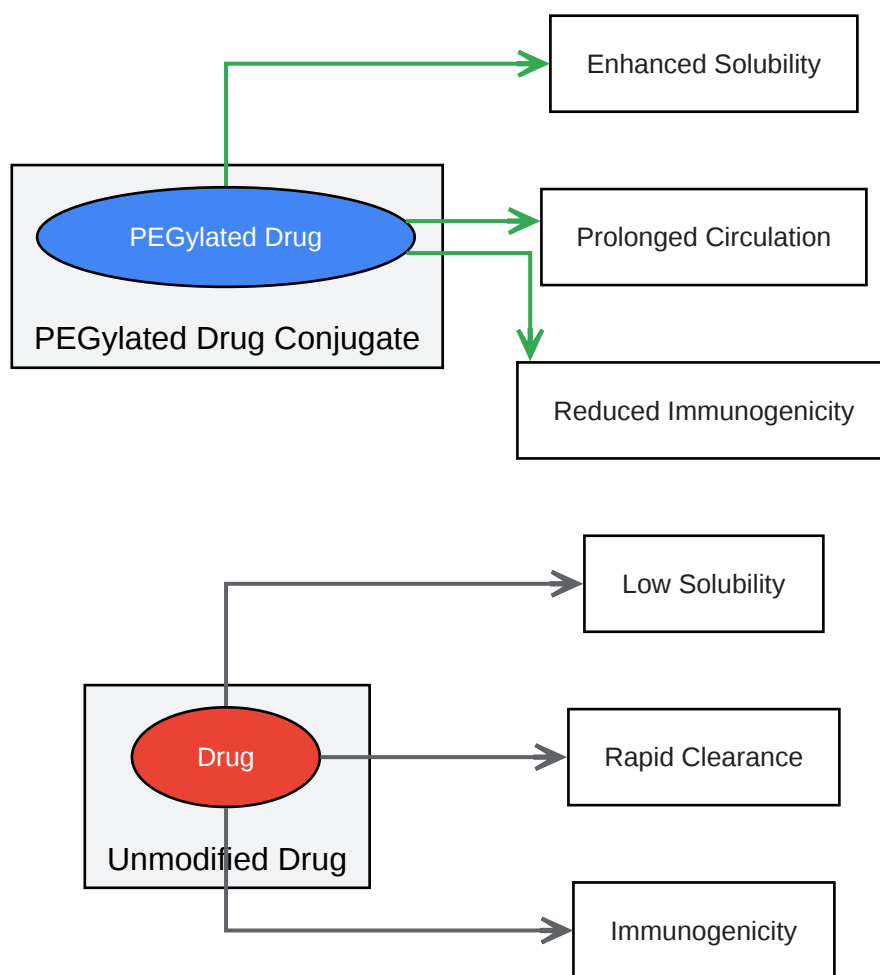 Enhanced Solubility
PEGylated Drug
Prolonged Circulation
PEGylated Drug Conjugate
Reduced Immunogenicity
Low Solubility
Drug
Rapid Clearance
Unmodified Drug
Immunogenicity